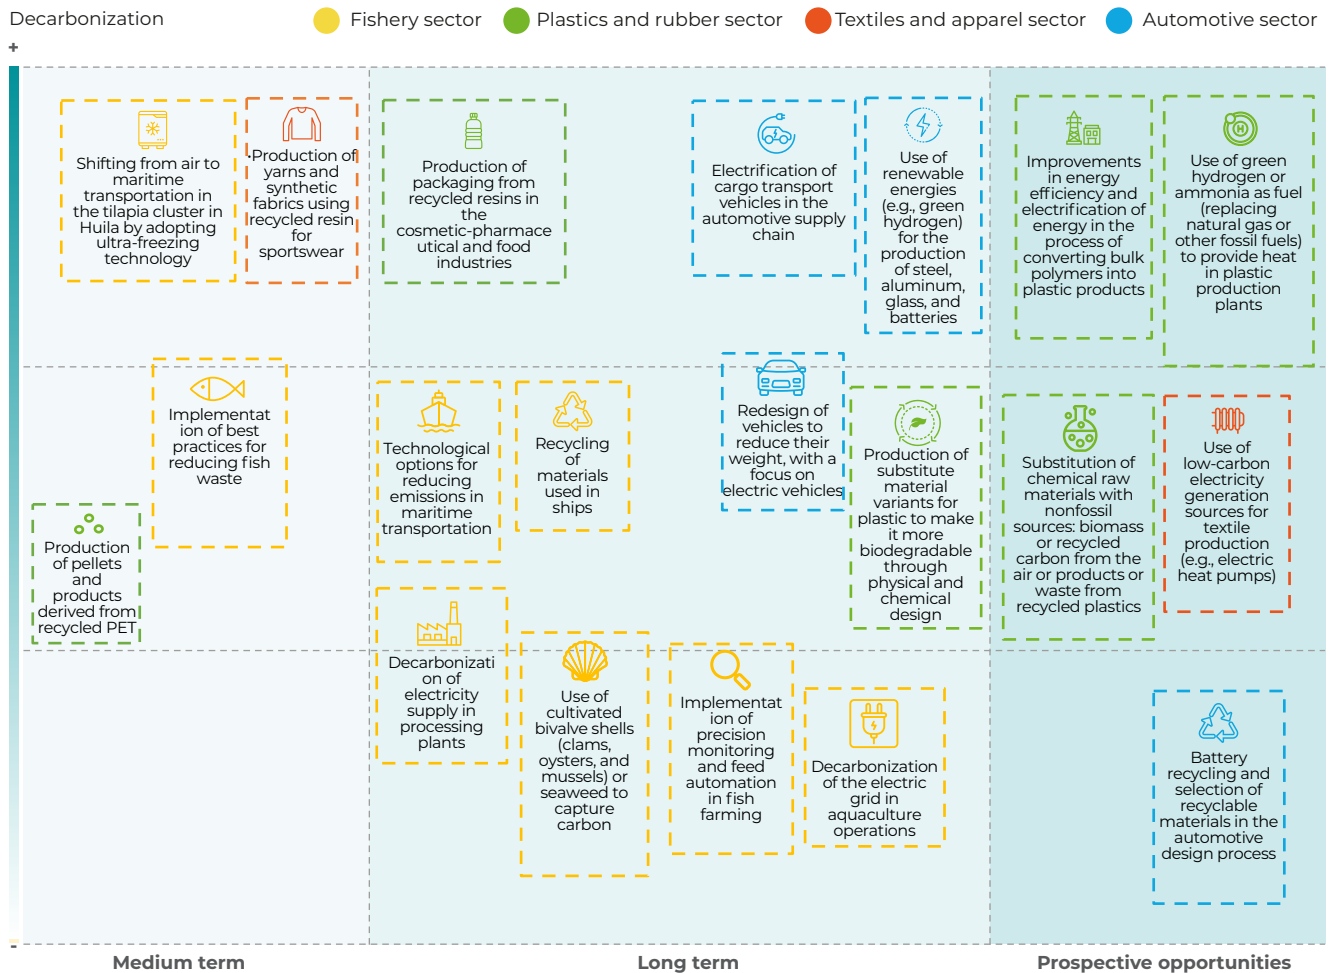 Decarbonization
Fishery sector
Plastics and rubber sector
Textiles and apparel sector
Automotive sector
+
Shifting from air to
maritime
transportation in
the tilapia cluster in
Huila by adopting
ultra-freezing
technology
·Production of
yarns and
synthetic
fabrics using
recycled resin
for
sportswear
Production of
packaging from
recycled resins in
the
cosmetic-pharmace
utical and food
industries
Electrification of
cargo transport
vehicles in the
automotive supply
chain
Use of
renewable
energies
(e.g., green
hydrogen)
for the
production
of steel,
aluminum,
glass, and
batteries
Improvements
in energy
efficiency and
electrification of
energy in the
process of
converting bulk
polymers into
plastic products
H
Use of green
hydrogen or
ammonia as fuel
(replacing
natural gas or
other fossil fuels)
to provide heat
in plastic
production
plants
Implementat
ion of best
practices for
reducing fish
waste
Production
of pellets
and
products
derived from
recycled PET
Technological
options for
reducing
emissions in
maritime
transportation
Recycling
of
materials
used in
ships
Redesign of
vehicles to
reduce their
weight, with a
focus on
electric vehicles
Production of
substitute
material
variants for
plastic to make
it more
biodegradable
through
physical and
chemical
design
Substitution of
chemical raw
materials with
nonfossil
sources: biomass
or recycled
carbon from the
air or products or
waste from
recycled plastics
Use of
low-carbon
electricity
generation
sources for
textile
production
(e.g., electric
heat pumps)
Decarbonizati
on of
electricity
supply in
processing
plants
Use of
cultivated
bivalve shells
(clams,
oysters, and
mussels) or
seaweed to
capture
carbon
Implementat
ion of
precision
monitoring
and feed
automation
in fish
farming
Decarbonization
of the electric
grid in
aquaculture
operations
Battery
recycling and
selection of
recyclable
materials in the
automotive
design process
-
Medium term
Long term
Prospective opportunities